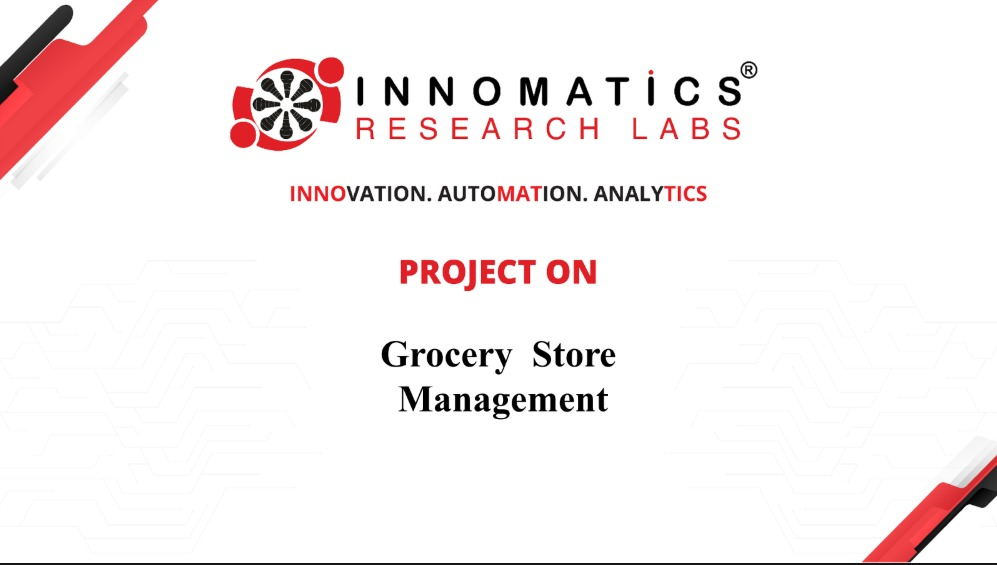 INNOMATICS®
RESEARCH LABS
INNOVATION. AUTOMATION. ANALYTICS
PROJECT ON
Grocery Store
Management